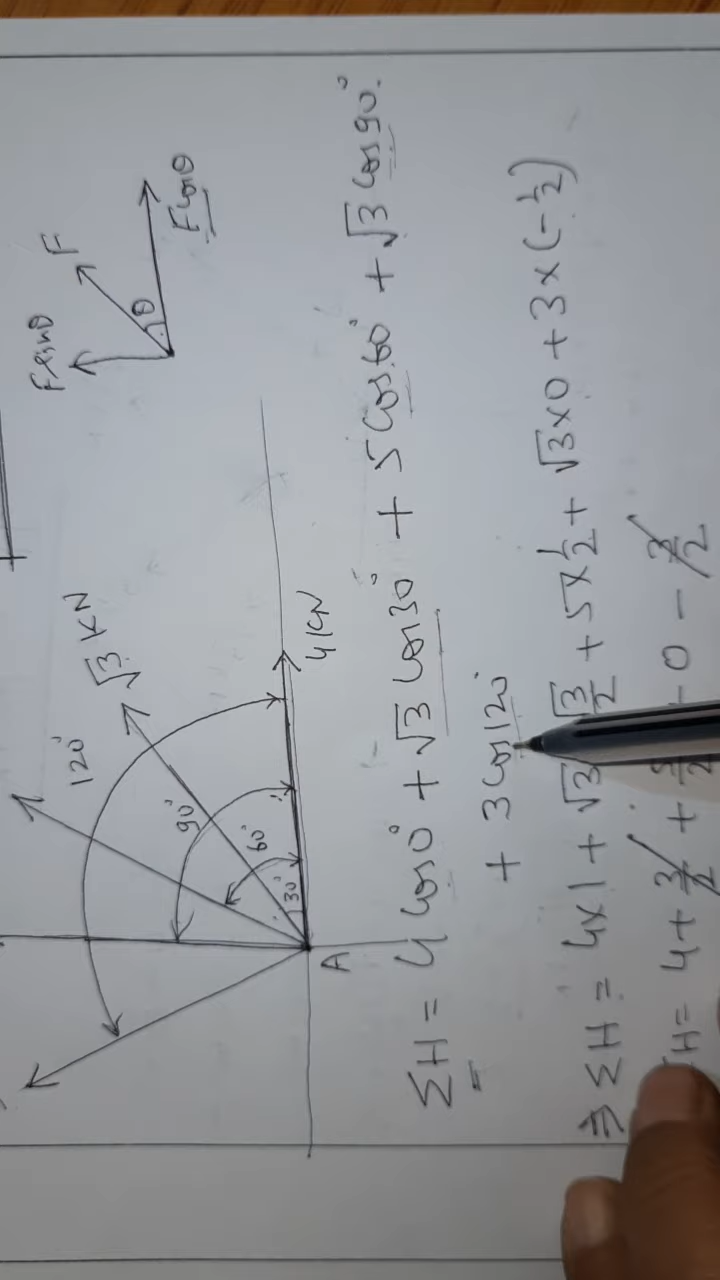 F sinθ
F
θ
F cosθ
120°
√3 KN
90°
60°
30°
4KN
A
ΣH = 4 cos0° + √3 cos30° + 5 cos60° + √3 cos90°.
+ 3 cos120°
⇒ ΣH = 4×1 + √3 √3/2 + 5×1/2 + √3×0 + 3×(-1/2)
H = 4 + 3/2 + 5/2 + 0 - 3/2